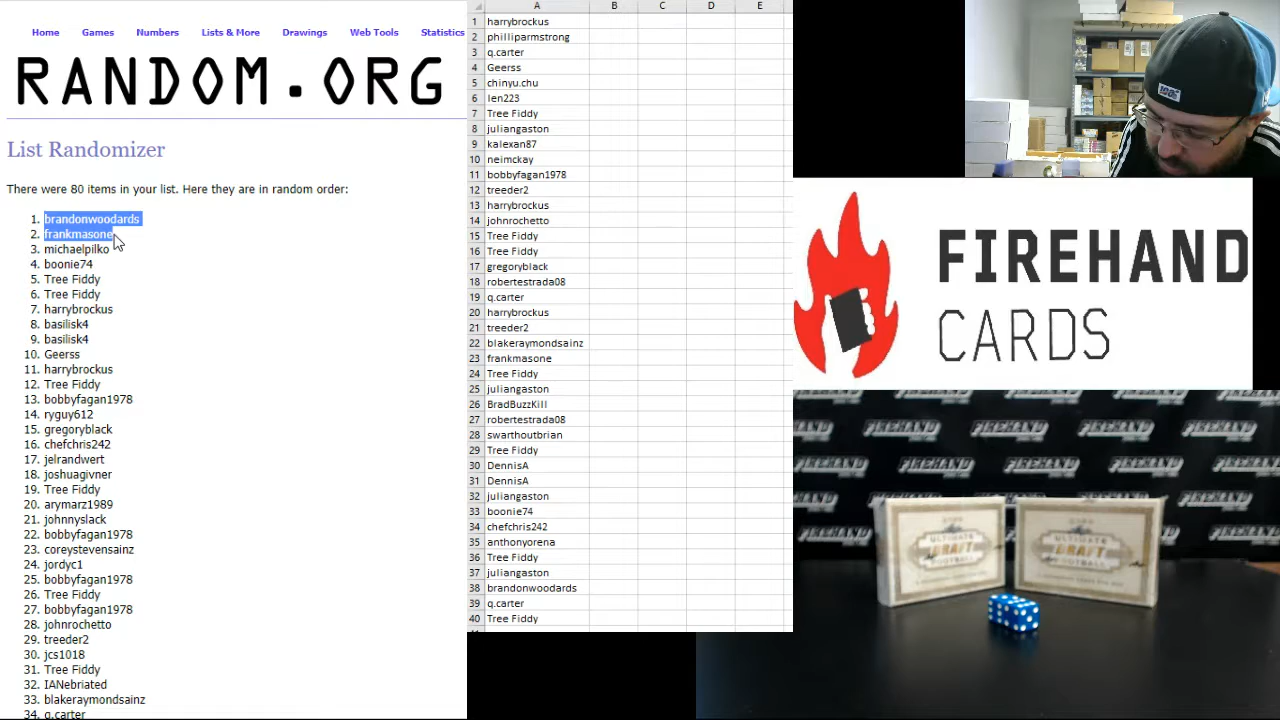 Home Games Numbers Lists & More Drawings Web Tools Statistics
RANDOM.ORG
List Randomizer
There were 80 items in your list. Here they are in random order:
1. brandonwoodards
2. frankmasone
3. michaelpilko
4. boonie74
5. Tree Fiddy
6. Tree Fiddy
7. harrybrockus
8. basilisk4
9. basilisk4
10. Geerss
11. harrybrockus
12. Tree Fiddy
13. bobbyfagan1978
14. ryguy612
15. gregoryblack
16. chefchris242
17. jelrandwert
18. joshuagivner
19. Tree Fiddy
20. arymarz1989
21. johnnyslack
22. bobbyfagan1978
23. coreystevensainz
24. jordyc1
25. bobbyfagan1978
26. Tree Fiddy
27. bobbyfagan1978
28. johnrochetto
29. treeder2
30. jcs1018
31. Tree Fiddy
32. IANebriated
33. blakeraymondsainz
34. q.carter
A B C D E
1 harrybrockus
2 philliparmstrong
3 q.carter
4 Geerss
5 chinyu.chu
6 len223
7 Tree Fiddy
8 juliangaston
9 kalexan87
10 neimckay
11 bobbyfagan1978
12 treeder2
13 harrybrockus
14 johnrochetto
15 Tree Fiddy
16 Tree Fiddy
17 gregoryblack
18 robertestrada08
19 q.carter
20 harrybrockus
21 treeder2
22 blakeraymondsainz
23 frankmasone
24 Tree Fiddy
25 juliangaston
26 BradBuzzKill
27 robertestrada08
28 swarthoutbrian
29 Tree Fiddy
30 DennisA
31 DennisA
32 juliangaston
33 boonie74
34 chefchris242
35 anthonyorena
36 Tree Fiddy
37 juliangaston
38 brandonwoodards
39 q.carter
40 Tree Fiddy
FIREHAND
CARDS
FIREHAND
ULTIMATE
DRAFT
FOOTBALL
ULTIMATE
DRAFT
FOOTBALL